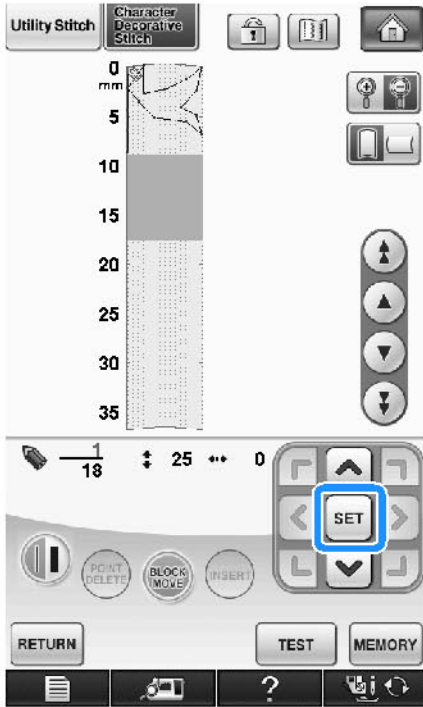 Utility Stitch
Character
Decorative
Stitch
0
mm
5
10
15
20
25
30
35
1
18
25
0
SET
POINT
DELETE
BLOCK
MOVE
INSERT
RETURN
TEST
MEMORY
?